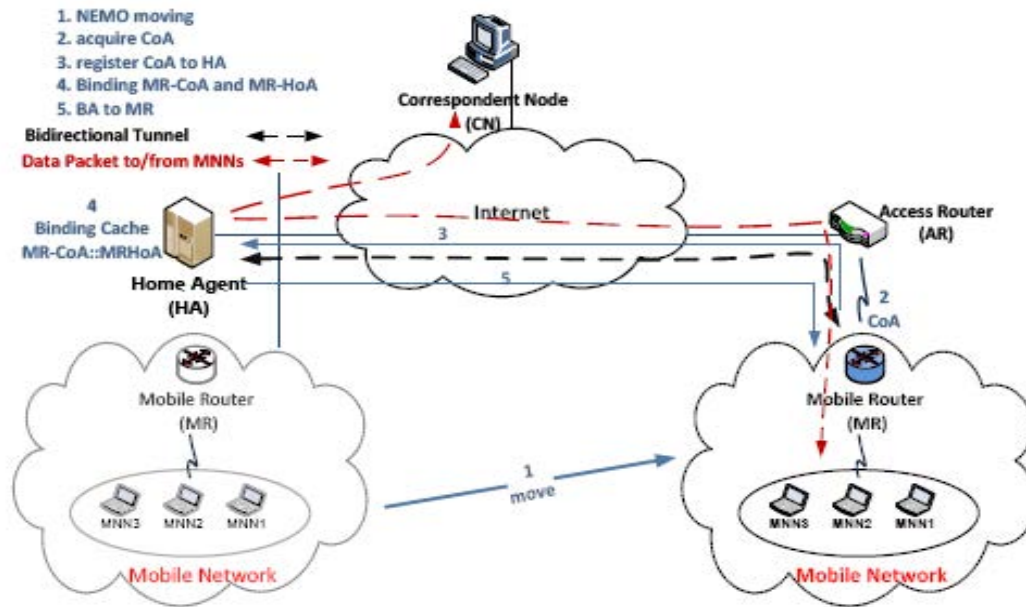 1. NEMO moving
2. acquire CoA
3. register CoA to HA
4. Binding MR-CoA and MR-HoA
5. BA to MR
Bidirectional Tunnel
Data Packet to/from MNNs
Correspondent Node
(CN)
4
Binding Cache
MR-CoA::MRHoA
Internet
3
Access Router
(AR)
Home Agent
(HA)
5
2
CoA
Mobile Router
(MR)
MNN3 MNN2 MNN1
Mobile Network
1
move
Mobile Router
(MR)
MNN3 MNN2 MNN1
Mobile Network